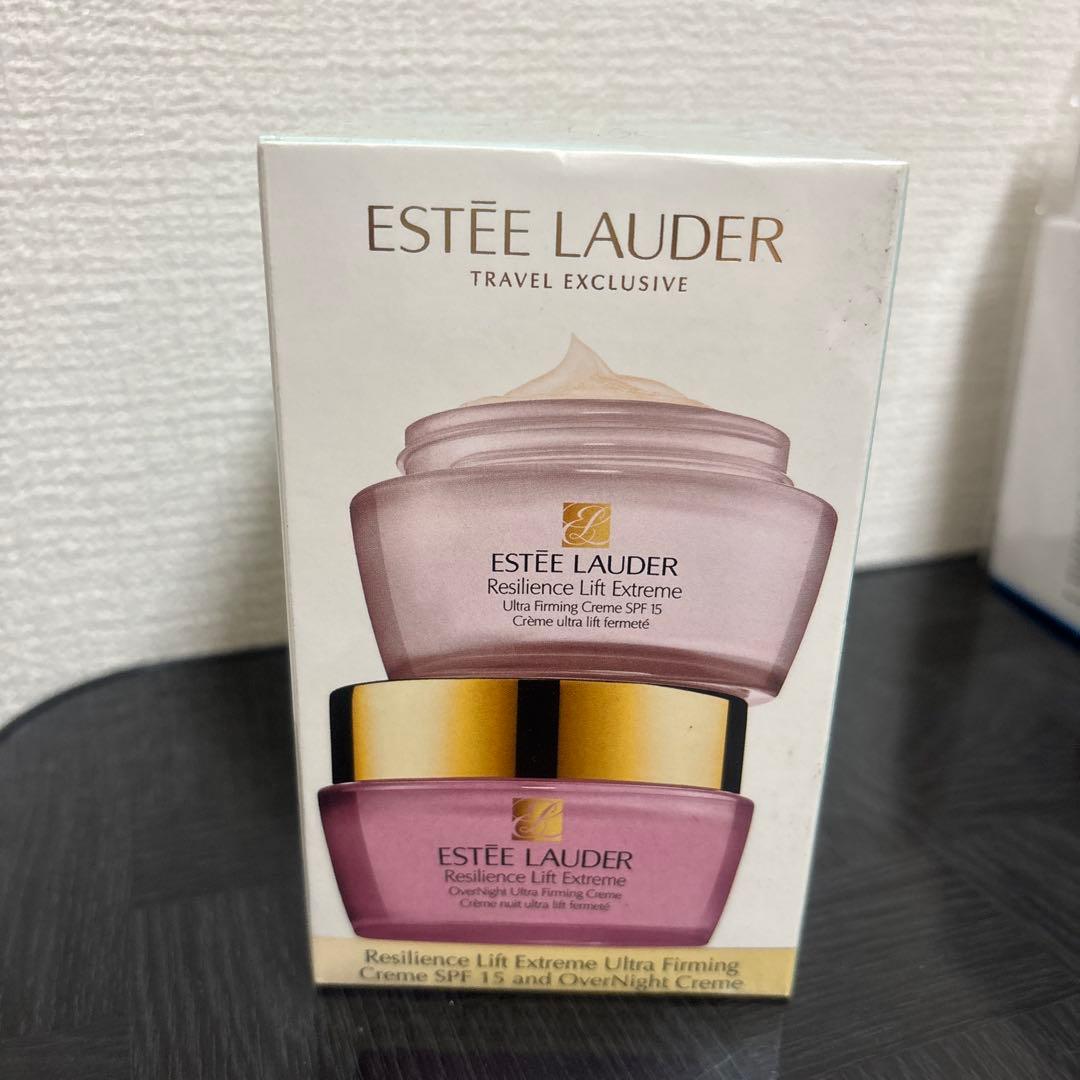 ESTĒE LAUDER
TRAVEL EXCLUSIVE
ESTĒE LAUDER
Resilience Lift Extreme
Ultra Firming Creme SPF 15
Crème ultra lift fermeté
ESTĒE LAUDER
Resilience Lift Extreme
OverNight Ultra Firming Creme
Crème nuit ultra lift fermeté
Resilience Lift Extreme Ultra Firming
Creme SPF 15 and OverNight Creme